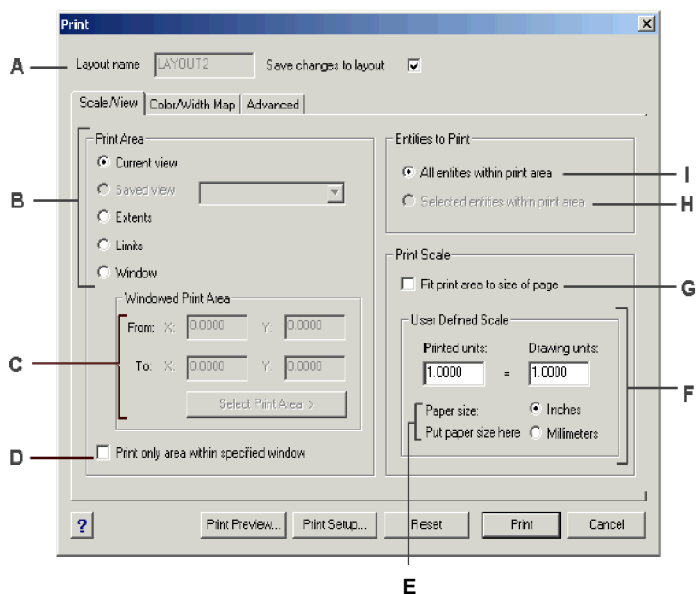 Print
A
Layout name
LAYOUT2
Save changes to layout
Scale/View
Color/Width Map
Advanced
B
Print Area
Current view
Saved view
Extents
Limits
Window
C
Windowed Print Area
From: X: 0.0000 Y: 0.0000
To: X: 0.0000 Y: 0.0000
Select Print Area >
D
Print only area within specified window
Entities to Print
All entites within print area
I
Selected entities within print area
H
Print Scale
Fit print area to size of page
G
User Defined Scale
Printed units: Drawing units:
1.0000 = 1.0000
F
Paper size: Inches
Put paper size here Millimeters
?
Print Preview...
Print Setup...
Reset
Print
Cancel
E